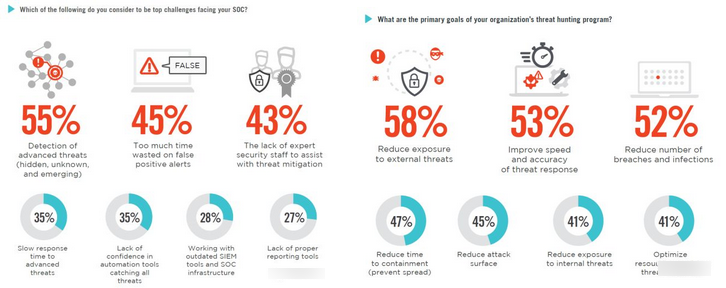 Which of the following do you consider to be top challenges facing your SOC?
FALSE
55%
Detection of
advanced threats
(hidden, unknown,
and emerging)
45%
Too much time
wasted on false
positive alerts
43%
The lack of expert
security staff to assist
with threat mitigation
35%
Slow response
time to
advanced
threats
35%
Lack of
confidence in
automation tools
catching all
threats
28%
Working with
outdated SIEM
tools and SOC
infrastructure
27%
Lack of proper
reporting tools
What are the primary goals of your organization's threat hunting program?
58%
Reduce exposure
to external threats
53%
Improve speed
and accuracy
of threat response
52%
Reduce number of
breaches and infections
47%
Reduce time
to containment
(prevent spread)
45%
Reduce attack
surface
41%
Reduce exposure
to internal threats
41%
Optimize